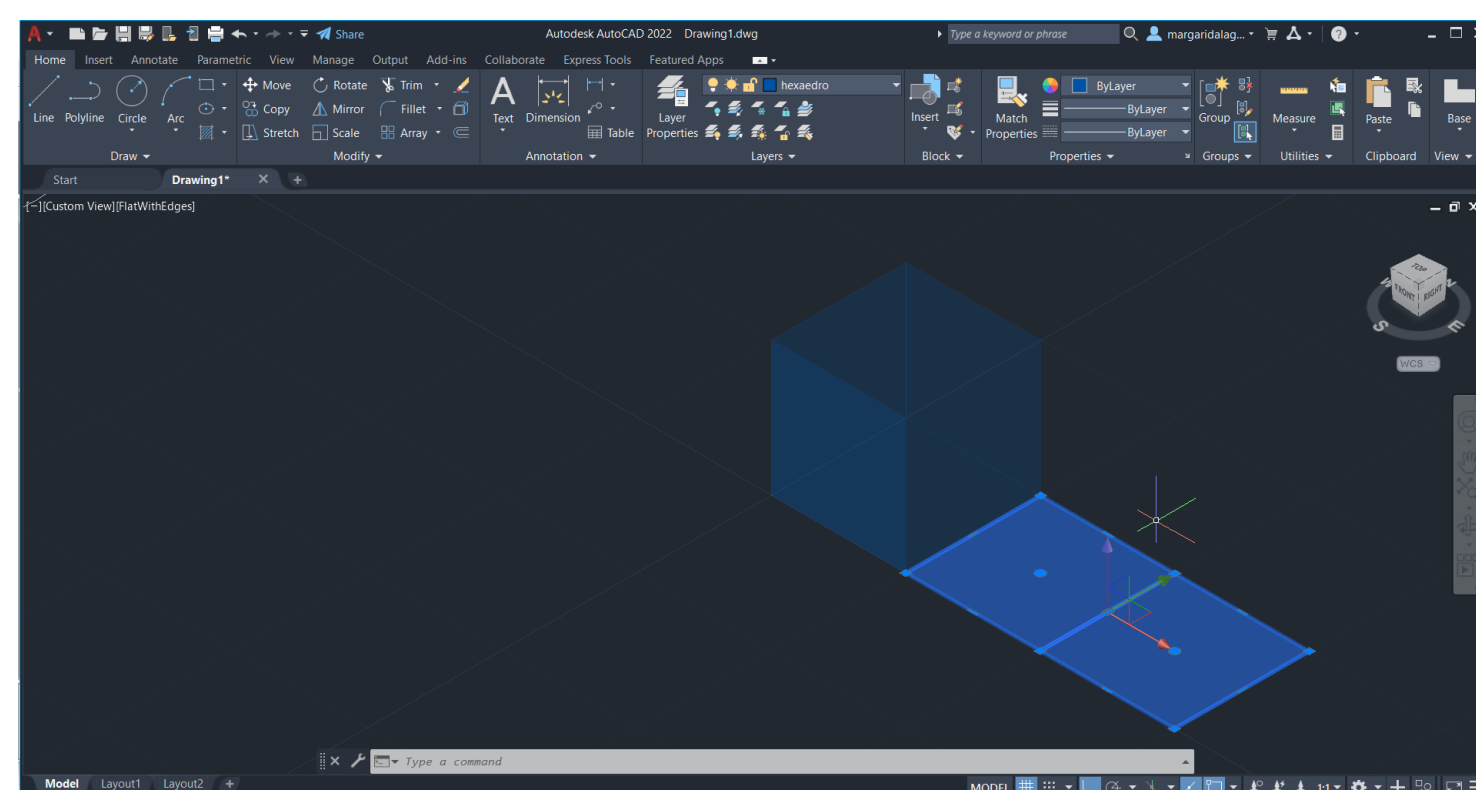 Share Autodesk AutoCAD 2022 Drawing1.dwg Type a keyword or phrase margaridalag...
Home Insert Annotate Parametric View Manage Output Add-ins Collaborate Express Tools Featured Apps
Move Rotate Trim hexaedro ByLayer
Line Polyline Circle Arc Copy Mirror Fillet Text Dimension Layer Properties Insert Match Properties ByLayer Group Measure Paste Base
Stretch Scale Array Table ByLayer
Draw Modify Annotation Layers Block Properties Groups Utilities Clipboard View
Start Drawing1* +
[−][Custom View][FlatWithEdges]
TOP
FRONT RIGHT
W N
S E
WCS
Type a command
Model Layout1 Layout2 + MODEL 1:1